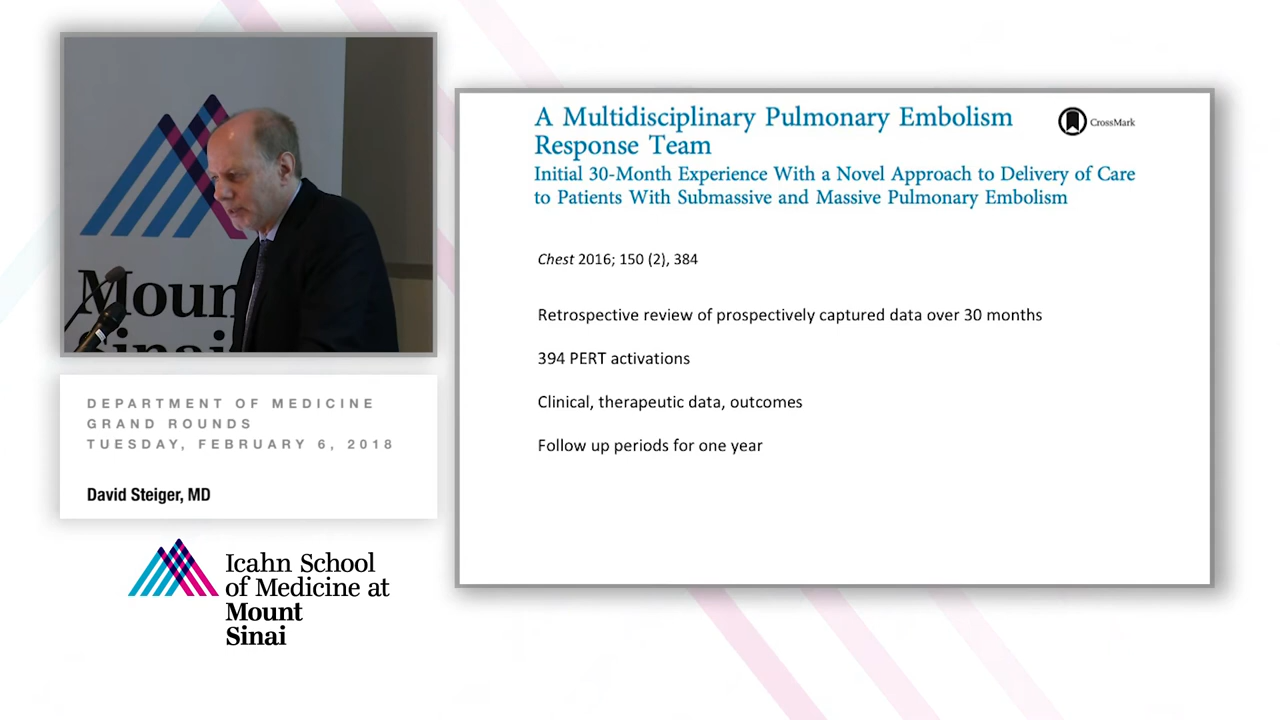 Moun
Sinai
DEPARTMENT OF MEDICINE
GRAND ROUNDS
TUESDAY, FEBRUARY 6, 2018
David Steiger, MD
Icahn School
of Medicine at
Mount
Sinai
A Multidisciplinary Pulmonary Embolism
Response Team
CrossMark
Initial 30-Month Experience With a Novel Approach to Delivery of Care
to Patients With Submassive and Massive Pulmonary Embolism
Chest 2016; 150 (2), 384
Retrospective review of prospectively captured data over 30 months
394 PERT activations
Clinical, therapeutic data, outcomes
Follow up periods for one year